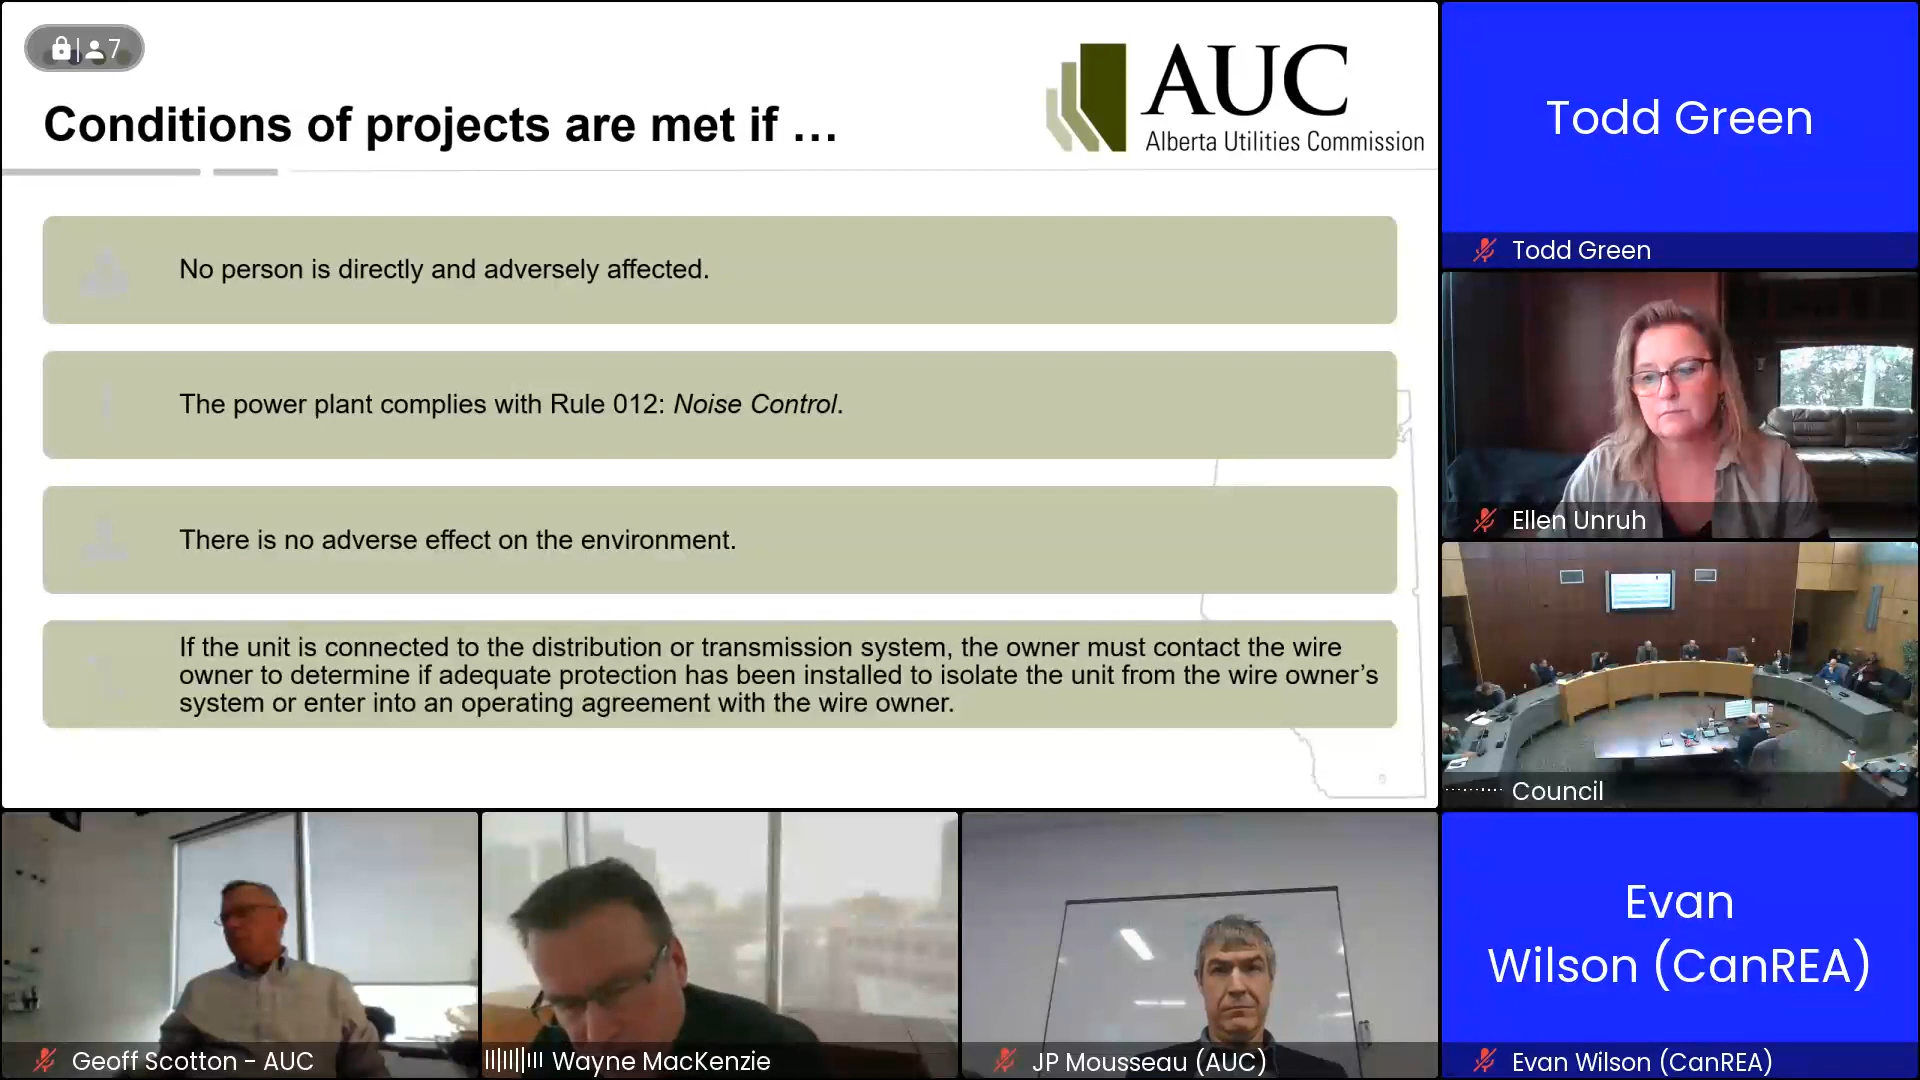 7
AUC
Alberta Utilities Commission
Conditions of projects are met if …
No person is directly and adversely affected.
The power plant complies with Rule 012: Noise Control.
There is no adverse effect on the environment.
If the unit is connected to the distribution or transmission system, the owner must contact the wire
owner to determine if adequate protection has been installed to isolate the unit from the wire owner’s
system or enter into an operating agreement with the wire owner.
Todd Green
Todd Green
Ellen Unruh
Council
Geoff Scotton - AUC
Wayne MacKenzie
JP Mousseau (AUC)
Evan
Wilson (CanREA)
Evan Wilson (CanREA)